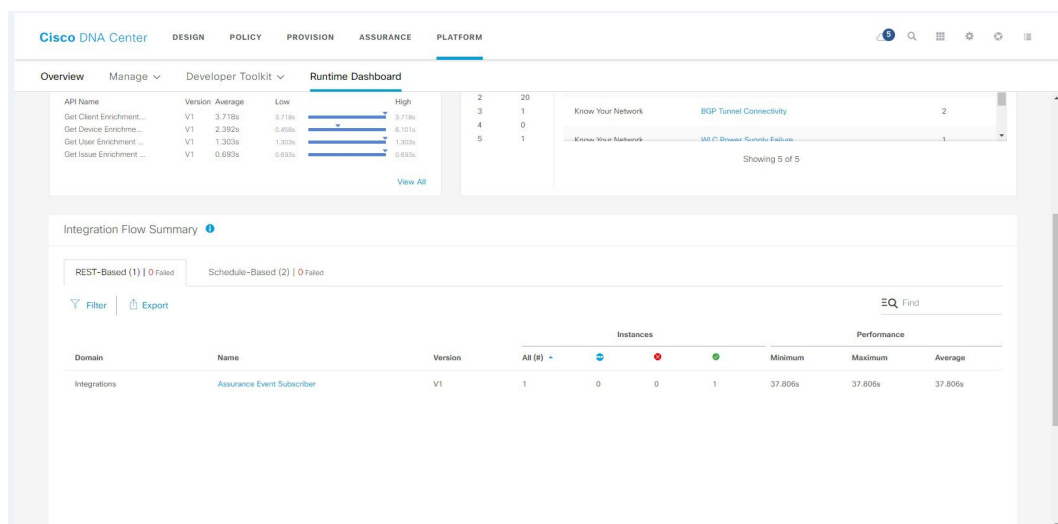 Cisco DNA Center DESIGN POLICY PROVISION ASSURANCE PLATFORM 5
Overview Manage Developer Toolkit Runtime Dashboard
API Name Version Average Low High
Get Client Enrichment... V1 3.718s 3.718s 3.718s
Get Device Enrichme... V1 2.392s 0.458s 6.101s
Get User Enrichment ... V1 1.303s 1.303s 1.303s
Get Issue Enrichment ... V1 0.693s 0.693s 0.693s
View All
2 20
3 1 Know Your Network BGP Tunnel Connectivity 2
4 0
5 1 Know Your Network WLC Power Supply Failure 1
Showing 5 of 5
Integration Flow Summary
REST-Based (1) | 0 Failed Schedule-Based (2) | 0 Failed
Filter Export Find
Instances Performance
Domain Name Version All (#) Minimum Maximum Average
Integrations Assurance Event Subscriber V1 1 0 0 1 37.806s 37.806s 37.806s